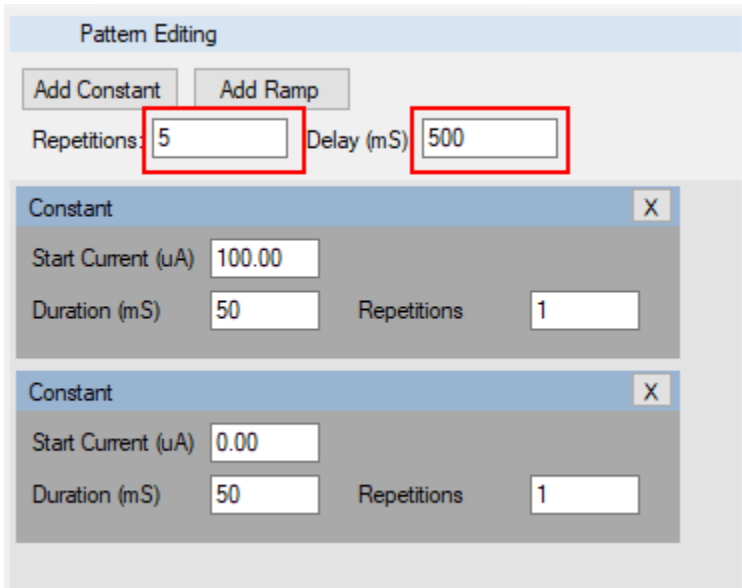 Pattern Editing
Add Constant Add Ramp
Repetitions: 5 Delay (mS) 500
Constant X
Start Current (uA) 100.00
Duration (mS) 50 Repetitions 1
Constant X
Start Current (uA) 0.00
Duration (mS) 50 Repetitions 1